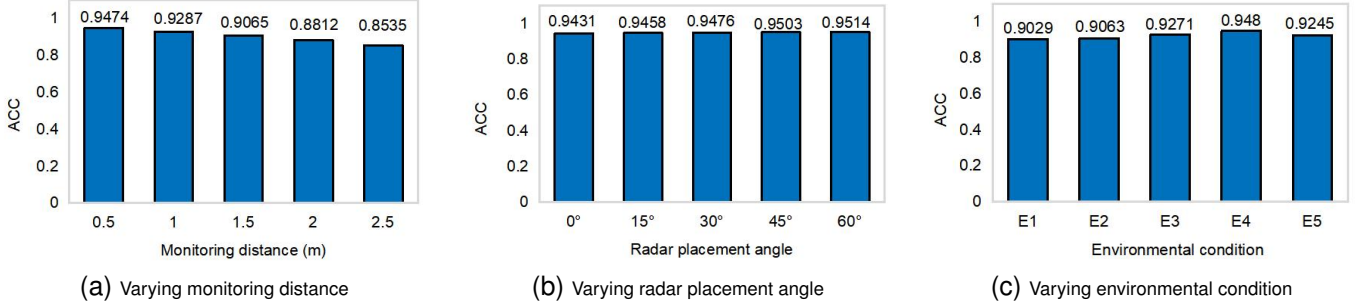 1
0.8
0.6
0.4
0.2
0
ACC
0.9474 0.9287 0.9065 0.8812 0.8535
0.5 1 1.5 2 2.5
Monitoring distance (m)
(a) Varying monitoring distance
1
0.8
0.6
0.4
0.2
0
ACC
0.9431 0.9458 0.9476 0.9503 0.9514
0° 15° 30° 45° 60°
Radar placement angle
(b) Varying radar placement angle
1
0.8
0.6
0.4
0.2
0
ACC
0.9029 0.9063 0.9271 0.948 0.9245
E1 E2 E3 E4 E5
Environmental condition
(c) Varying environment condition